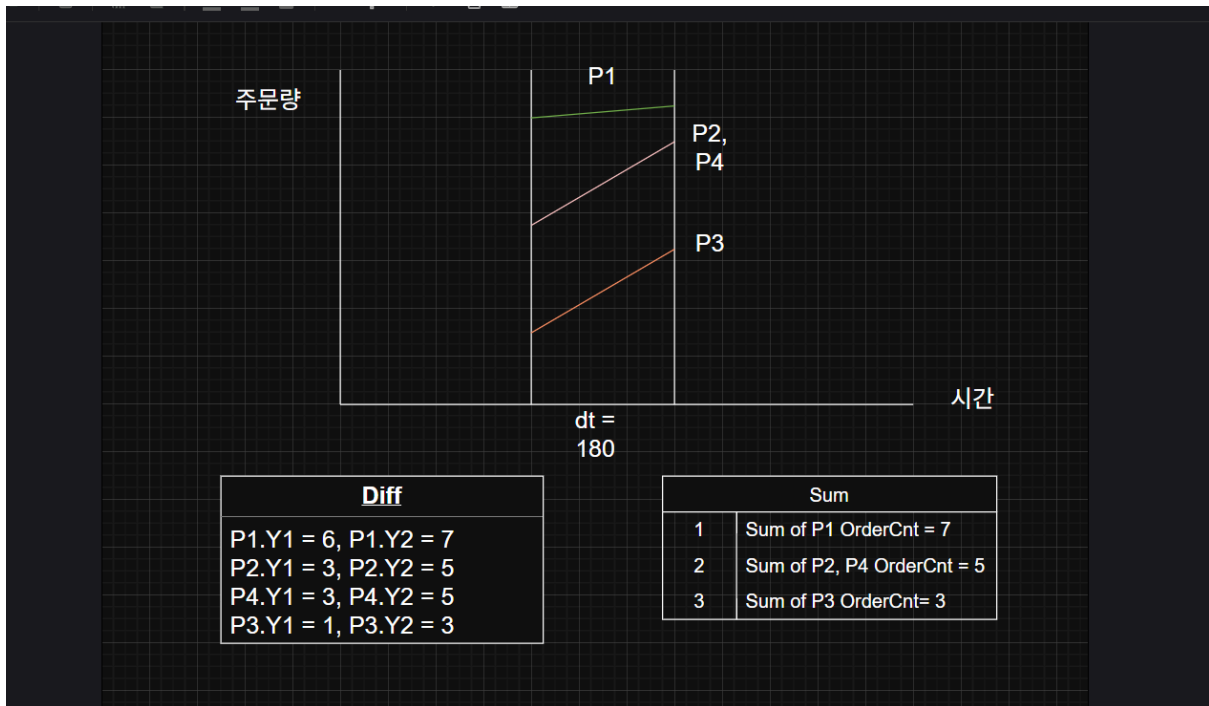 주문량
P1
P2,
P4
P3
시간
dt =
180
Diff
P1.Y1 = 6, P1.Y2 = 7
P2.Y1 = 3, P2.Y2 = 5
P4.Y1 = 3, P4.Y2 = 5
P3.Y1 = 1, P3.Y2 = 3
Sum
1 Sum of P1 OrderCnt = 7
2 Sum of P2, P4 OrderCnt = 5
3 Sum of P3 OrderCnt= 3